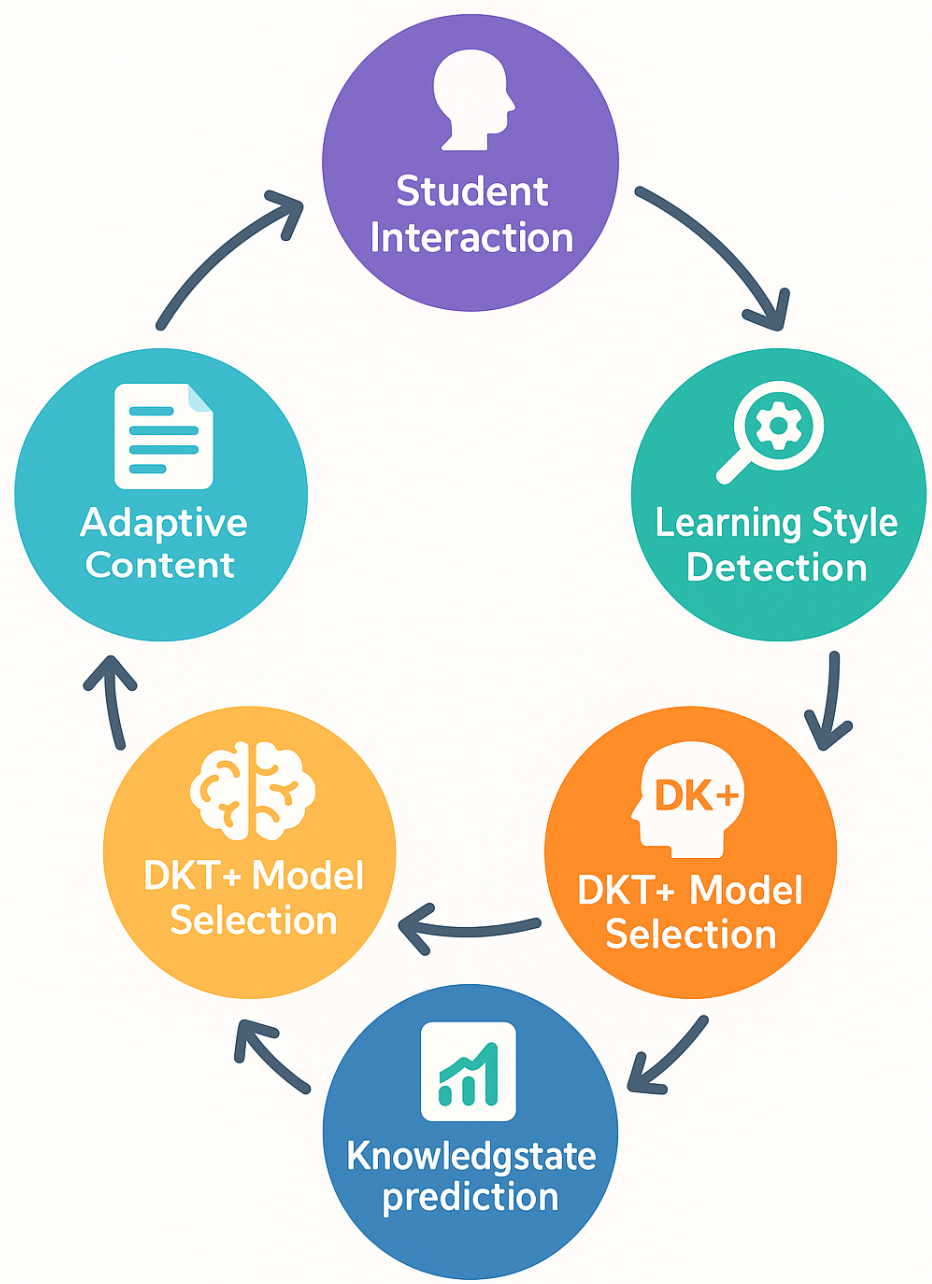 Student
Interaction
Learning Style
Detection
DK+
DKT+ Model
Selection
Knowledgstate
prediction
DKT+ Model
Selection
Adaptive
Content